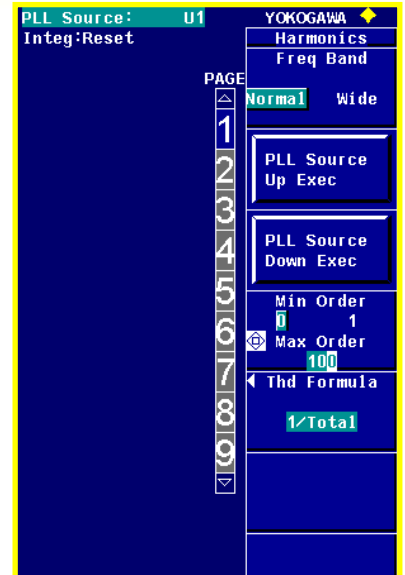 PLL Source: U1
Integ:Reset
PAGE
1
2
3
4
5
6
7
8
9
YOKOGAWA
Harmonics
Freq Band
Normal Wide
PLL Source
Up Exec
PLL Source
Down Exec
Min Order
0 1
Max Order
100
Thd Formula
1/Total